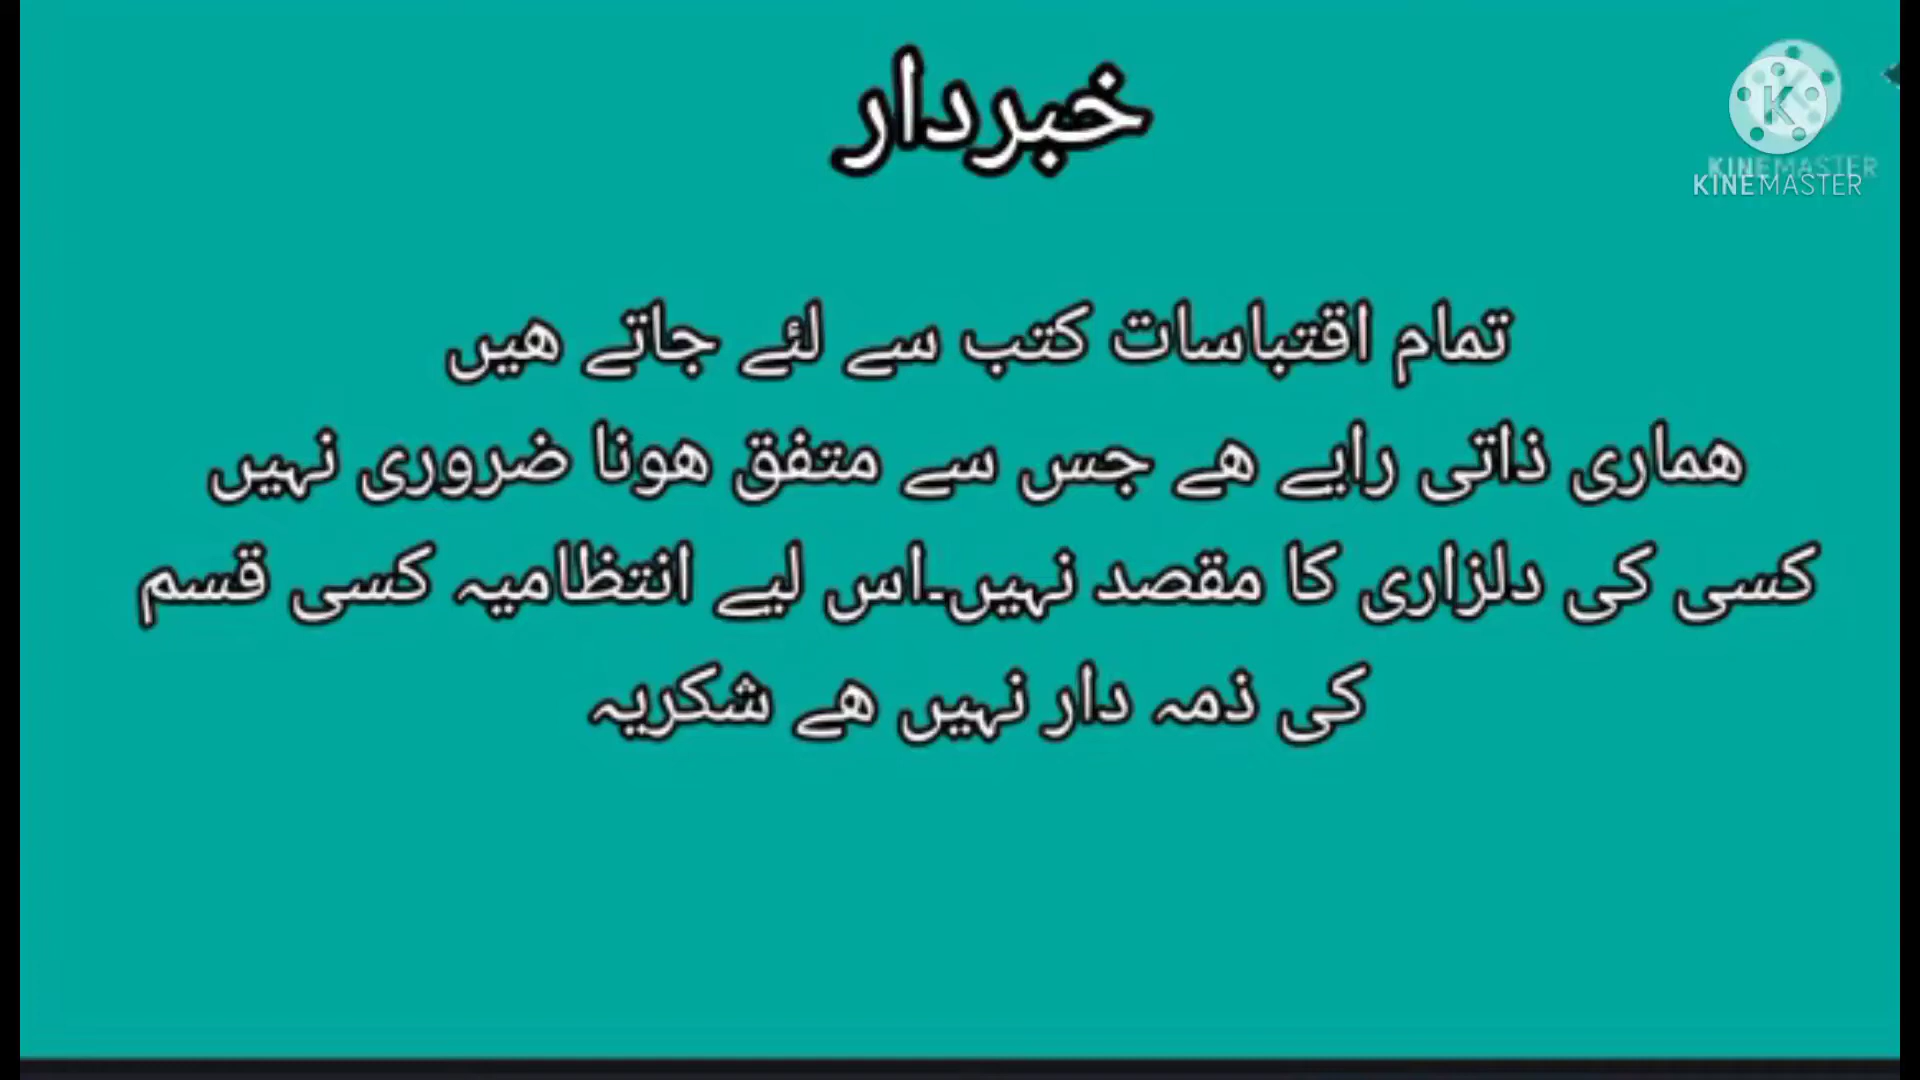 خبردار
KINEMASTER
KINEMASTER
تمام اقتباسات کتب سے لئے جاتے ھیں
ھماری ذاتی رایے ھے جس سے متفق ھونا ضروری نہیں
کسی کی دلزاری کا مقصد نہیں۔اس لیے انتظامیہ کسی قسم
کی ذمہ دار نہیں ھے شکریہ